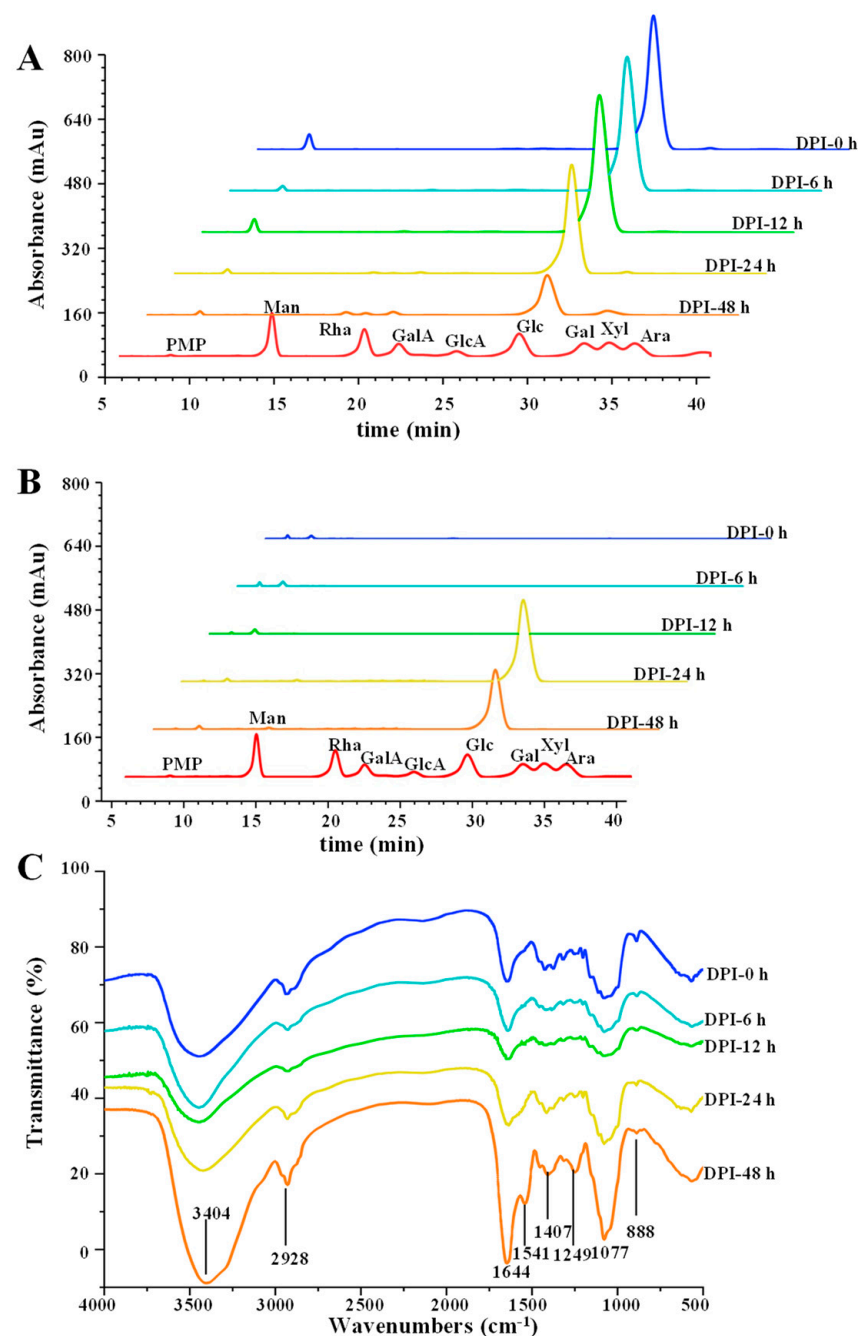 A
800
640
480
320
160
0
Absorbance (mAu)
DPI-0 h
DPI-6 h
DPI-12 h
DPI-24 h
DPI-48 h
PMP
Man
Rha
GalA
GlcA
Glc
Gal
Xyl
Ara
5 10 15 20 25 30 35 40
time (min)
B
800
640
480
320
160
0
Absorbance (mAu)
DPI-0 h
DPI-6 h
DPI-12 h
DPI-24 h
DPI-48 h
PMP
Man
Rha
GalA
GlcA
Glc
Gal
Xyl
Ara
5 10 15 20 25 30 35 40
time (min)
C
100
80
60
40
20
0
Transmittance (%)
DPI-0 h
DPI-6 h
DPI-12 h
DPI-24 h
DPI-48 h
3404
2928
1644
1541
1407
1249
1077
888
4000 3500 3000 2500 2000 1500 1000 500
Wavenumbers (cm-1)